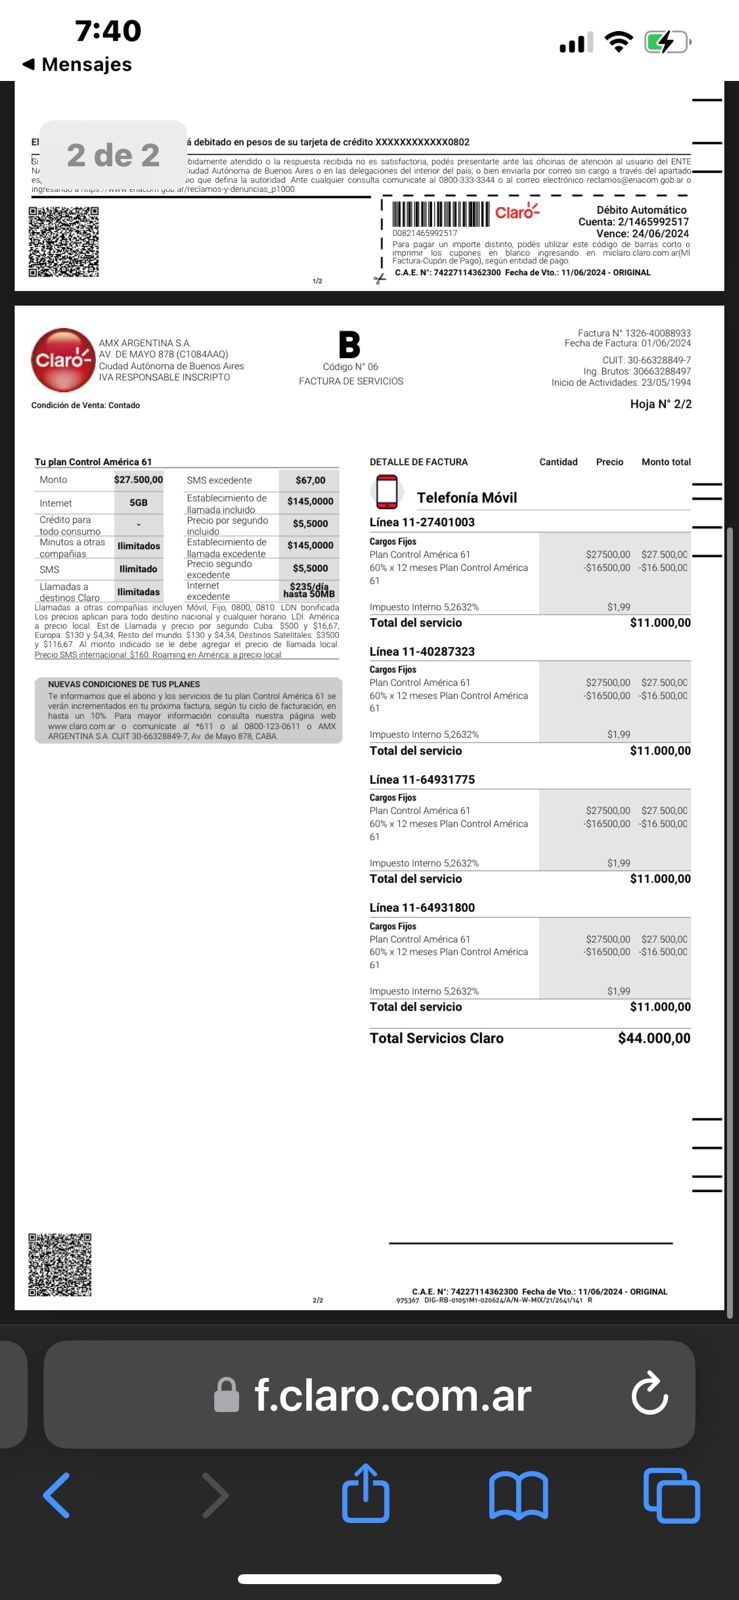 7:40
◀ Mensajes
2 de 2
El
á debitado en pesos de su tarjeta de crédito XXXXXXXXXXXX0802
Si
bidamente atendido o la respuesta recibida no es satisfactoria, podés presentarte ante las oficinas de atención al usuario del ENTE
NA
Ciudad Autónoma de Buenos Aires o en las delegaciones del interior del país, o bien enviarla por correo sin cargo a través del apartado
es,
io que defina la autoridad. Ante cualquier consulta comunicate al 0800-333-3344 o al correo electrónico reclamos@enacom.gob.ar o
ingresando a https://www.enacom.gob.ar/reclamos-y-denuncias_p1000.
Claro
00821465992517
Débito Automático
Cuenta: 2/1465992517
Vence: 24/06/2024
Para pagar un importe distinto, podés utilizar este código de barras corto o
imprimir los cupones en blanco ingresando en miclaro.claro.com.ar(MI
Factura-Cupón de Pago), según entidad de pago.
C.A.E. N°: 74227114362300 Fecha de Vto.: 11/06/2024 - ORIGINAL
1/2
Claro
AMX ARGENTINA S.A.
AV. DE MAYO 878 (C1084AAQ)
Ciudad Autónoma de Buenos Aires
IVA RESPONSABLE INSCRIPTO
Condición de Venta: Contado
B
Código N° 06
FACTURA DE SERVICIOS
Factura N° 1326-40088933
Fecha de Factura: 01/06/2024
CUIT: 30-66328849-7
Ing. Brutos: 30663288497
Inicio de Actividades: 23/05/1994
Hoja N° 2/2
Tu plan Control América 61
Monto $27.500,00 SMS excedente $67,00
Internet 5GB Establecimiento de llamada incluido $145,0000
Crédito para todo consumo - Precio por segundo incluido $5,5000
Minutos a otras compañias Ilimitados Establecimiento de llamada excedente $145,0000
SMS Ilimitado Precio segundo excedente $5,5000
Llamadas a destinos Claro Ilimitadas Internet excedente $235/día hasta 50MB
Llamadas a otras compañías incluyen Móvil, Fijo, 0800, 0810. LDN bonificada
Los precios aplican para todo destino nacional y cualquier horario. LDI: América
a precio local. Est.de Llamada y precio por segundo Cuba: $500 y $16,67;
Europa: $130 y $4,34; Resto del mundo: $130 y $4,34; Destinos Satelitales: $3500
y $116,67. Al monto indicado se le debe agregar el precio de llamada local.
Precio SMS internacional: $160. Roaming en América: a precio local.
NUEVAS CONDICIONES DE TUS PLANES
Te informamos que el abono y los servicios de tu plan Control América 61 se
verán incrementados en tu próxima factura, según tu ciclo de facturación, en
hasta un 10%. Para mayor información consulta nuestra página web
www.claro.com.ar o comunícate al *611 o al 0800-123-0611 o AMX
ARGENTINA S.A. CUIT 30-66328849-7, Av. de Mayo 878, CABA.
DETALLE DE FACTURA Cantidad Precio Monto total
Telefonía Móvil
Línea 11-27401003
Cargos Fijos
Plan Control América 61 $27500,00 $27.500,00
60% x 12 meses Plan Control América -$16500,00 -$16.500,00
61
Impuesto Interno 5,2632% $1,99
Total del servicio $11.000,00
Línea 11-40287323
Cargos Fijos
Plan Control América 61 $27500,00 $27.500,00
60% x 12 meses Plan Control América -$16500,00 -$16.500,00
61
Impuesto Interno 5,2632% $1,99
Total del servicio $11.000,00
Línea 11-64931775
Cargos Fijos
Plan Control América 61 $27500,00 $27.500,00
60% x 12 meses Plan Control América -$16500,00 -$16.500,00
61
Impuesto Interno 5,2632% $1,99
Total del servicio $11.000,00
Línea 11-64931800
Cargos Fijos
Plan Control América 61 $27500,00 $27.500,00
60% x 12 meses Plan Control América -$16500,00 -$16.500,00
61
Impuesto Interno 5,2632% $1,99
Total del servicio $11.000,00
Total Servicios Claro $44.000,00
C.A.E. N°: 74227114362300 Fecha de Vto.: 11/06/2024 - ORIGINAL
2/2
975367 DIG-RB-01051M1-020624/A/N-W-MIX/21/2641/141 R
f.claro.com.ar